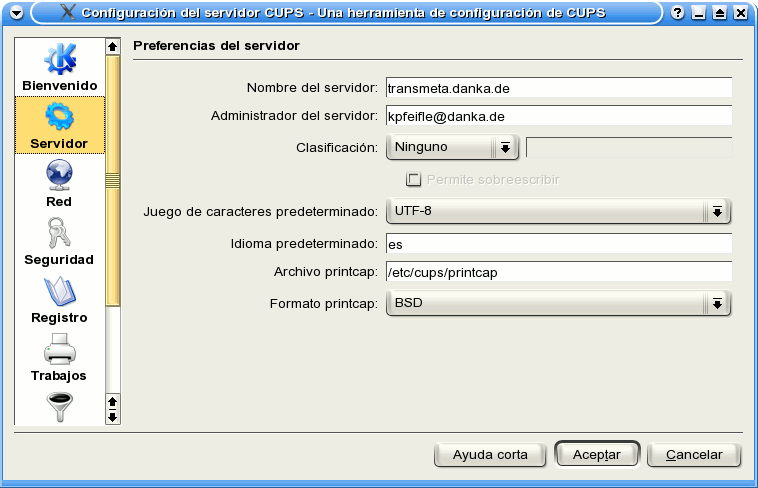 Configuración del servidor CUPS - Una herramienta de configuración de CUPS
Bienvenido
Servidor
Red
Seguridad
Registro
Trabajos
Preferencias del servidor
Nombre del servidor: transmeta.danka.de
Administrador del servidor: kpfeifle@danka.de
Clasificación: Ninguno
Permite sobreescribir
Juego de caracteres predeterminado: UTF-8
Idioma predeterminado: es
Archivo printcap: /etc/cups/printcap
Formato printcap: BSD
Ayuda corta Aceptar Cancelar